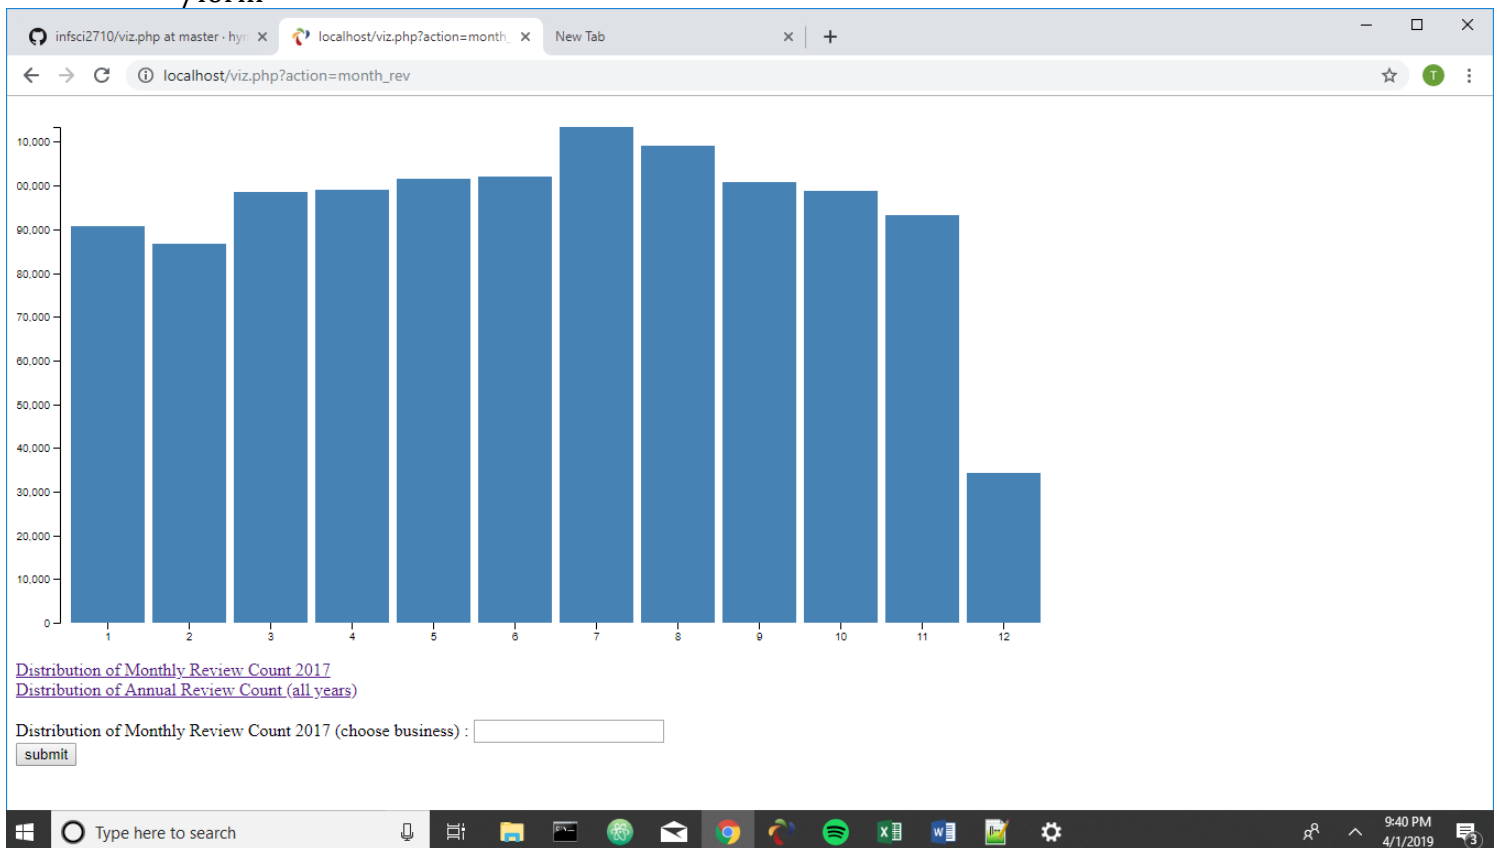 infsci2710/viz.php at master · hyn
localhost/viz.php?action=month_
New Tab
localhost/viz.php?action=month_rev
T
10,000
00,000
90,000
80,000
70,000
60,000
50,000
40,000
30,000
20,000
10,000
0
1 2 3 4 5 6 7 8 9 10 11 12
Distribution of Monthly Review Count 2017
Distribution of Annual Review Count (all years)
Distribution of Monthly Review Count 2017 (choose business) :
submit
Type here to search
9:40 PM
4/1/2019
3